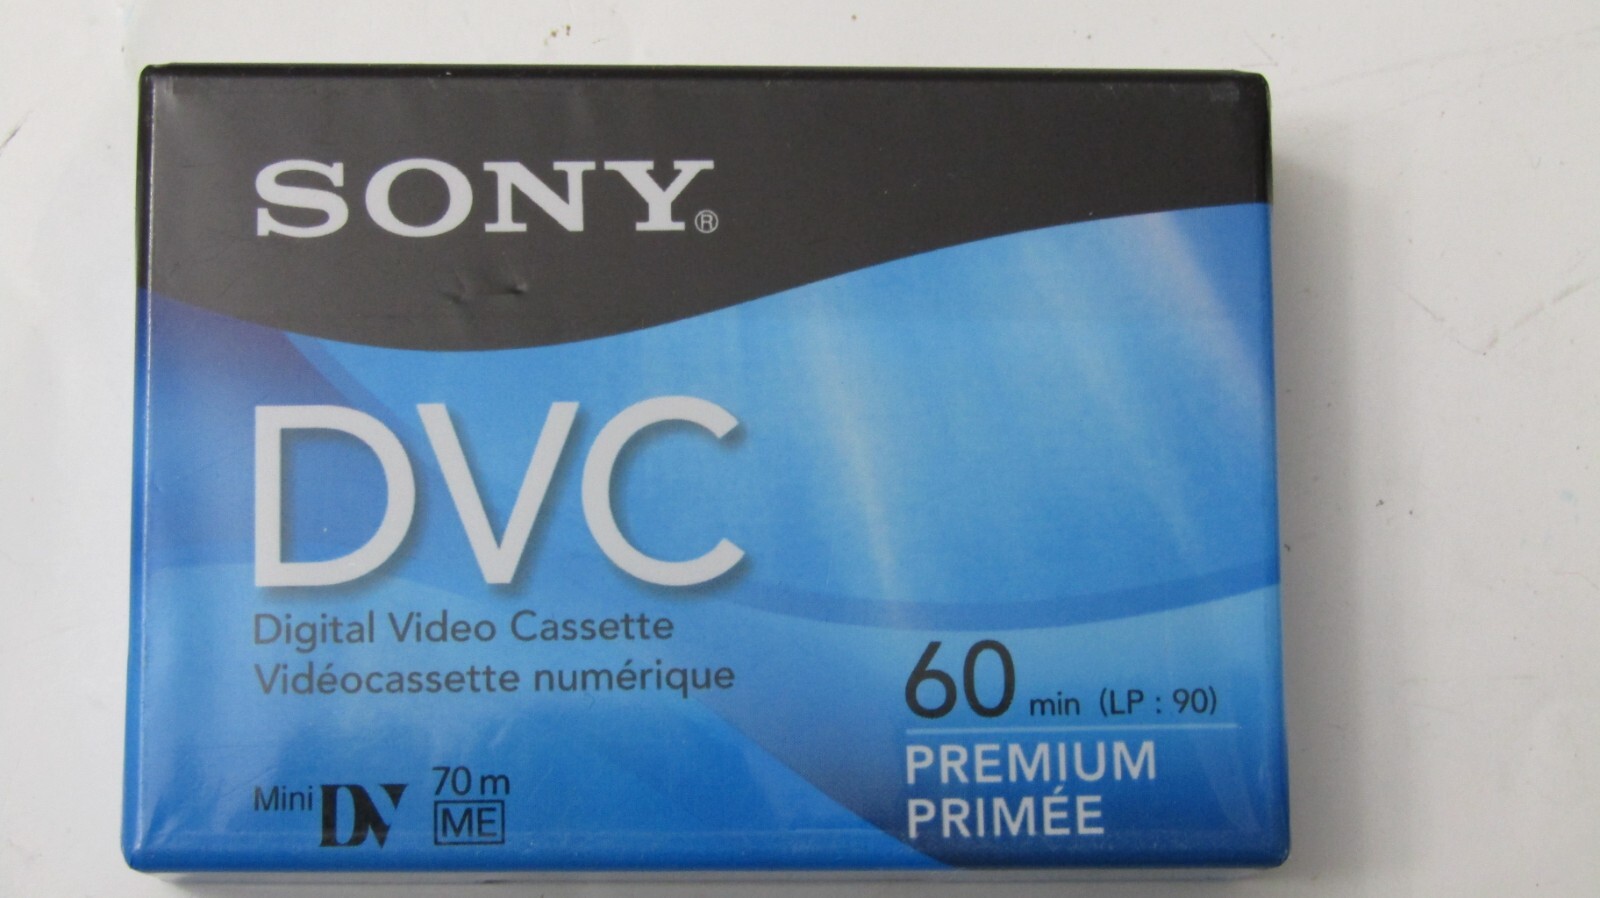 SONY®
DVC
Digital Video Cassette
Vidéocassette numérique
60 min (LP : 90)
PREMIUM
PRIMÉE
Mini DV 70 m
ME